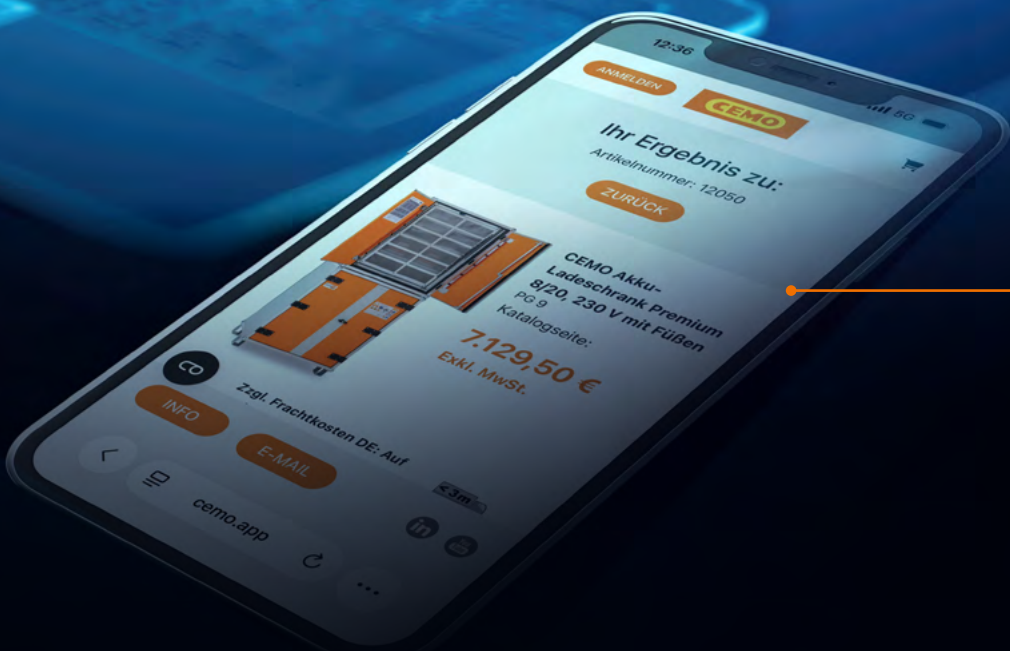 12:36
5G
ANMELDEN
CEMO
Ihr Ergebnis zu:
Artikelnummer: 12050
ZURÜCK
CEMO Akku-
Ladeschrank Premium
8/20, 230 V mit Füßen
PG 9
Katalogseite:
7.129,50 €
Exkl. MwSt.
Zzgl. Frachtkosten DE: Auf
INFO
E-MAIL
<3m
in
cemo.app